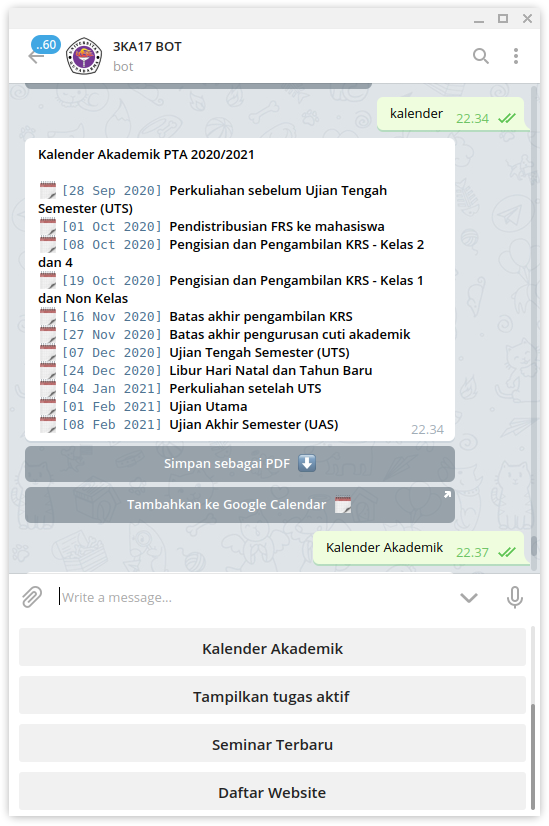 ..60
3KA17 BOT
bot
kalender 22.34
Kalender Akademik PTA 2020/2021
[28 Sep 2020] Perkuliahan sebelum Ujian Tengah
Semester (UTS)
[01 Oct 2020] Pendistribusian FRS ke mahasiswa
[08 Oct 2020] Pengisian dan Pengambilan KRS - Kelas 2
dan 4
[19 Oct 2020] Pengisian dan Pengambilan KRS - Kelas 1
dan Non Kelas
[16 Nov 2020] Batas akhir pengambilan KRS
[27 Nov 2020] Batas akhir pengurusan cuti akademik
[07 Dec 2020] Ujian Tengah Semester (UTS)
[24 Dec 2020] Libur Hari Natal dan Tahun Baru
[04 Jan 2021] Perkuliahan setelah UTS
[01 Feb 2021] Ujian Utama
[08 Feb 2021] Ujian Akhir Semester (UAS)
22.34
Simpan sebagai PDF
Tambahkan ke Google Calendar
Kalender Akademik 22.37
Write a message...
Kalender Akademik
Tampilkan tugas aktif
Seminar Terbaru
Daftar Website